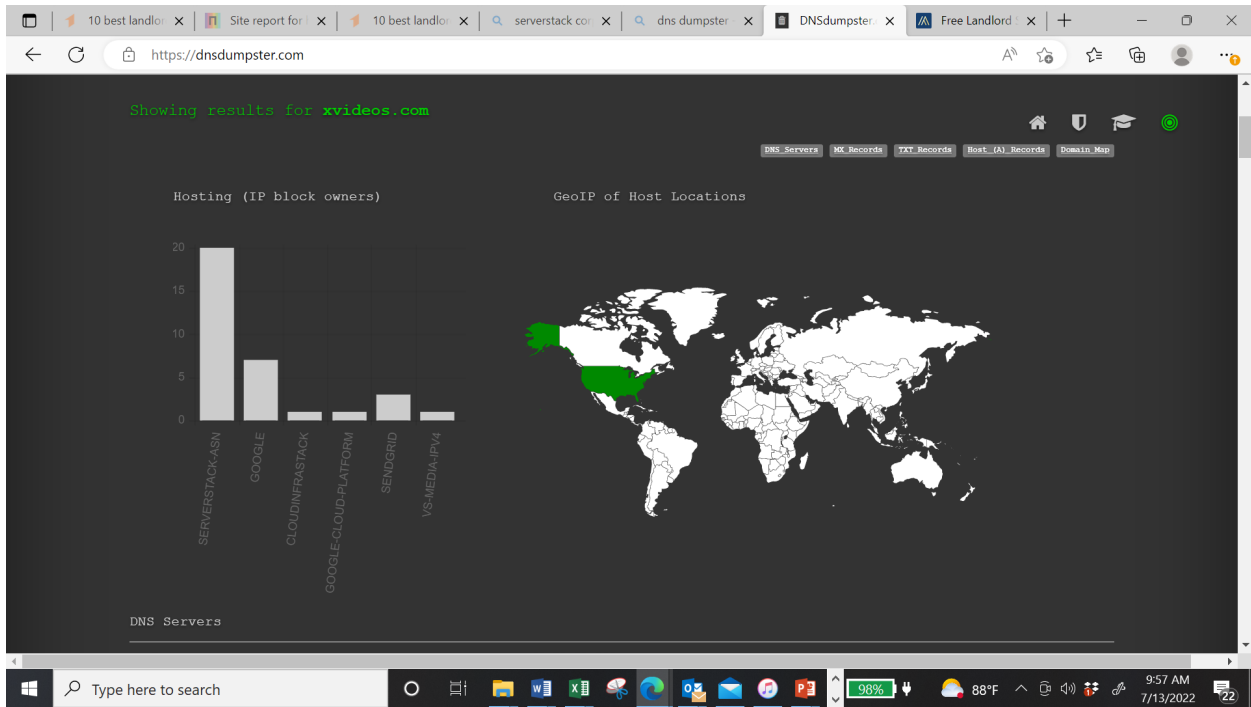 10 best landlor
Site report for
10 best landlor
serverstack cor
dns dumpster
DNSdumpster.
Free Landlord
https://dnsdumpster.com
Showing results for xvideos.com
DNS_Servers MX_Records TXT_Records Host_(A)_Records Domain_Map
Hosting (IP block owners)
GeoIP of Host Locations
20
15
10
5
0
SERVERSTACK-ASN
GOOGLE
CLOUDINFRASTACK
GOOGLE-CLOUD-PLATFORM
SENDGRID
VS-MEDIA-IPV4
DNS Servers
Type here to search
98%
88°F
9:57 AM
7/13/2022
22